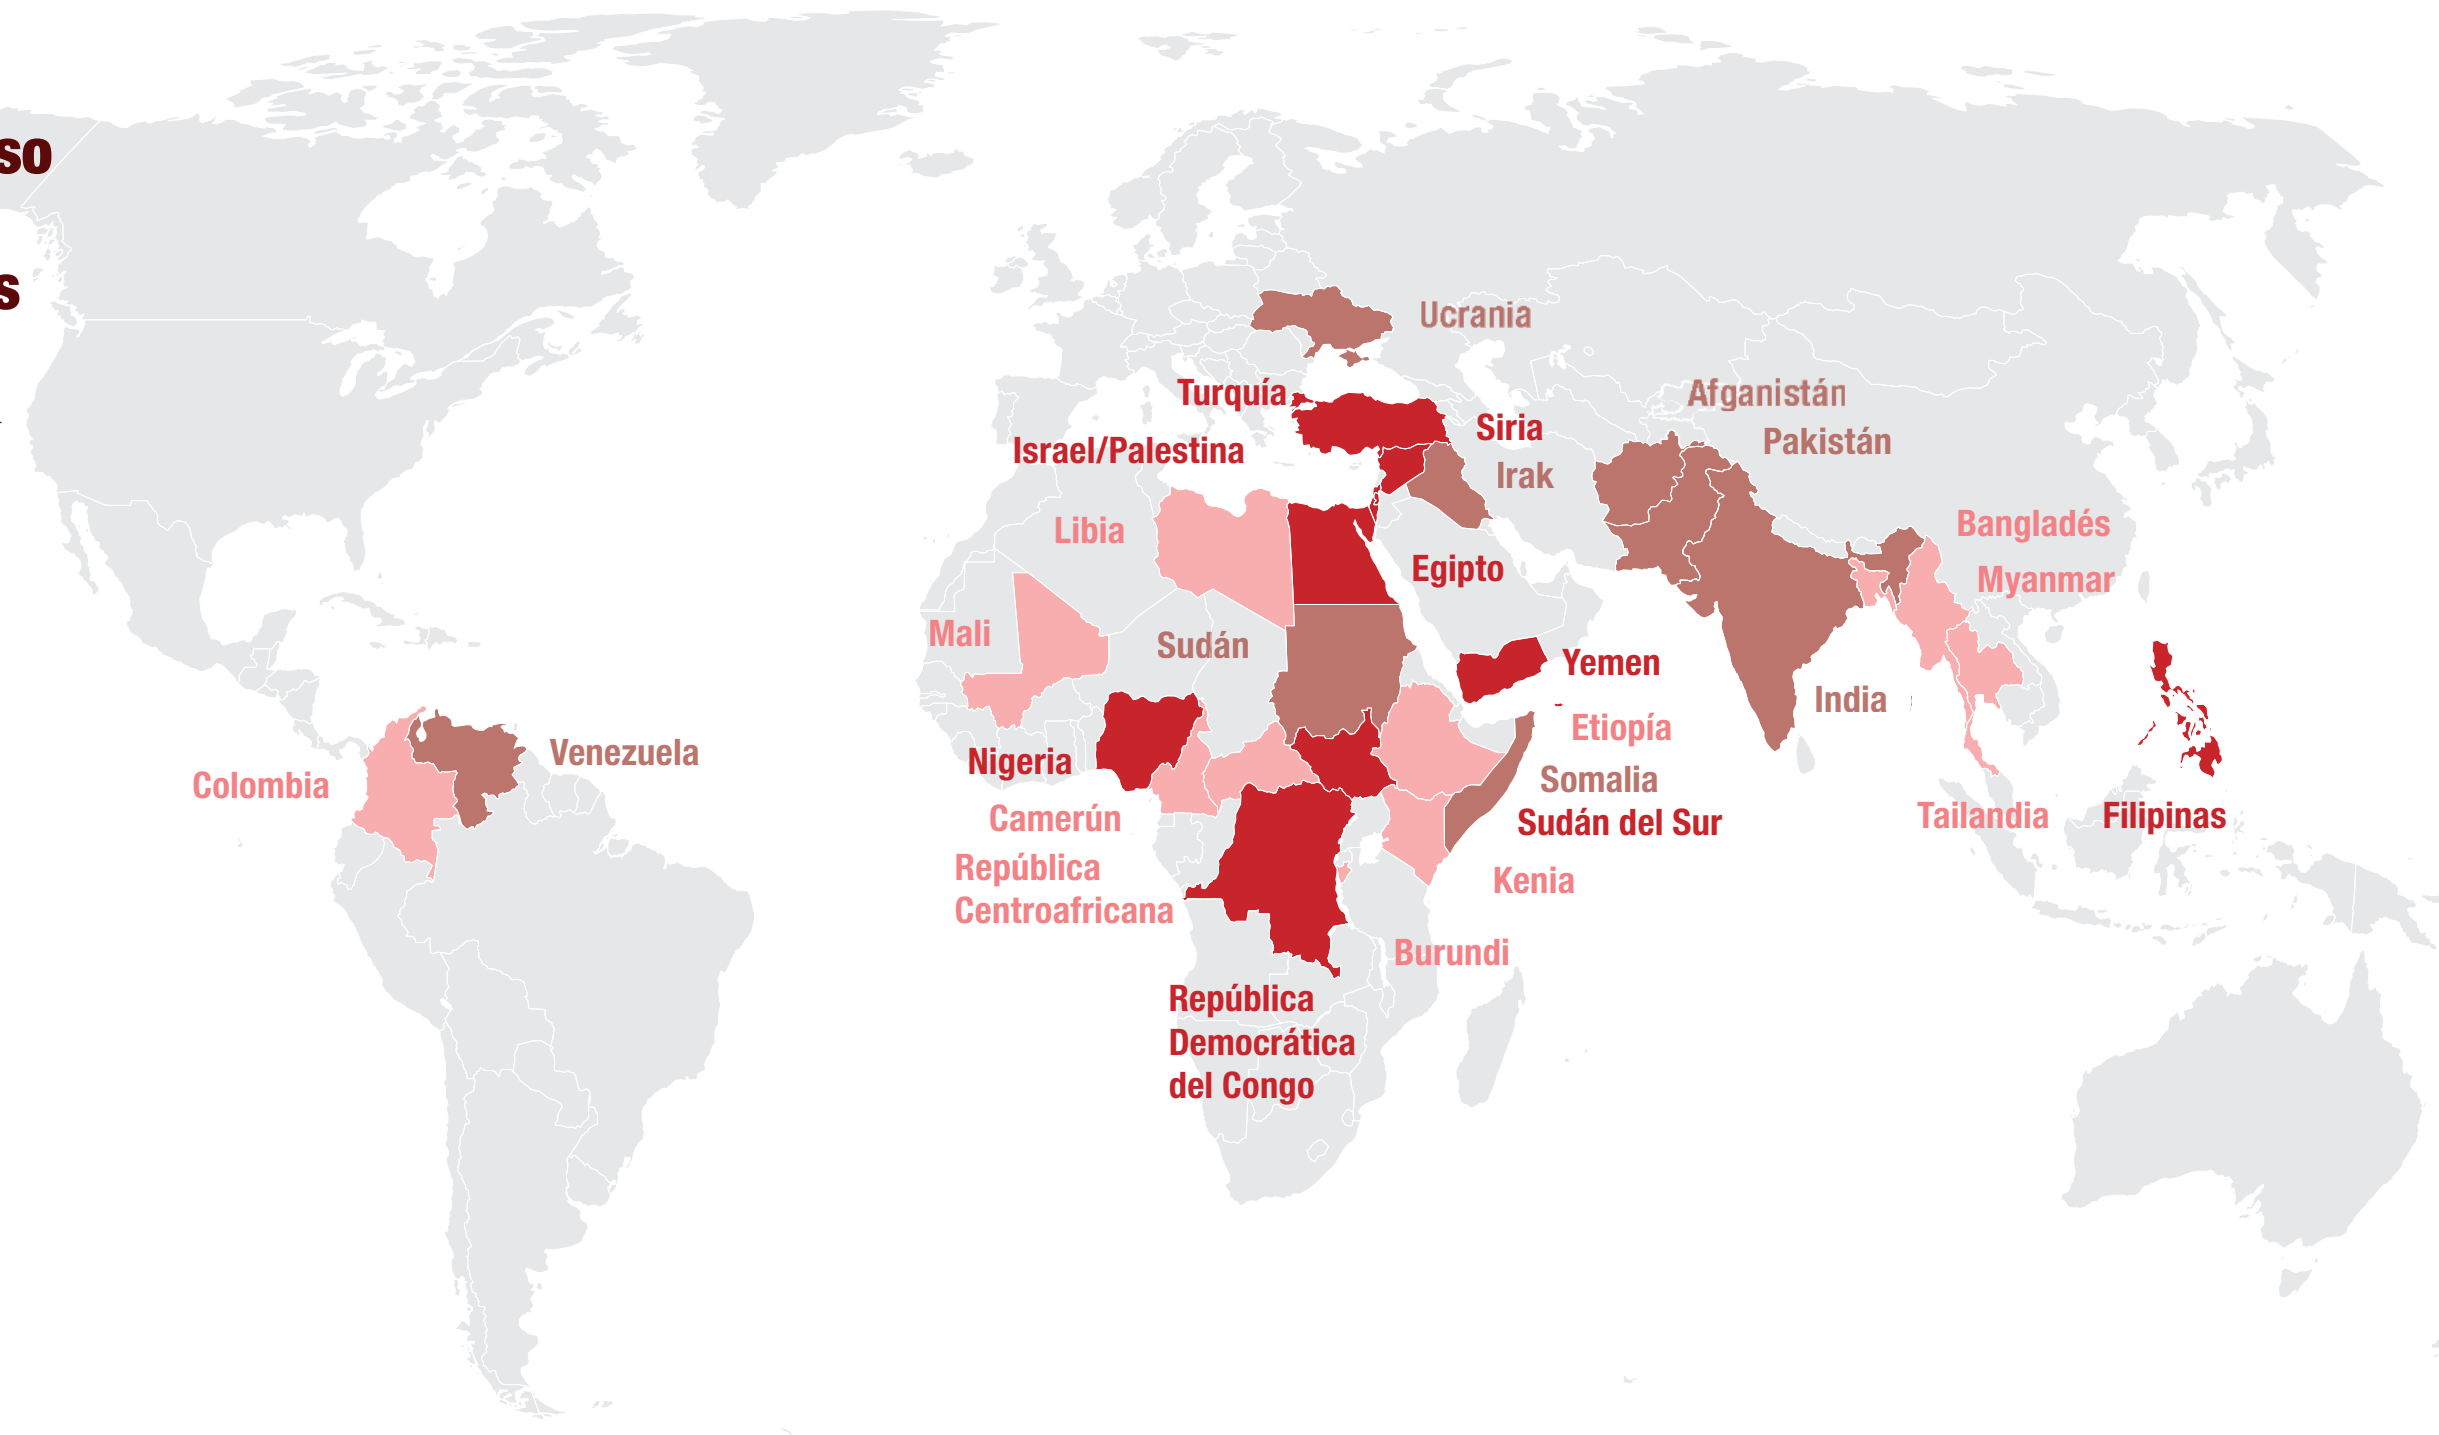 so
s
Ucrania
Turquía
Afganistán
Siria
Pakistán
Israel/Palestina
Irak
Libia
Bangladés
Egipto
Myanmar
Mali
Sudán
Yemen
India
Etiopía
Venezuela
Nigeria
Colombia
Somalia
Camerún
Sudán del Sur
Tailandia
Filipinas
República
Centroafricana
Kenia
Burundi
República
Democrática
del Congo